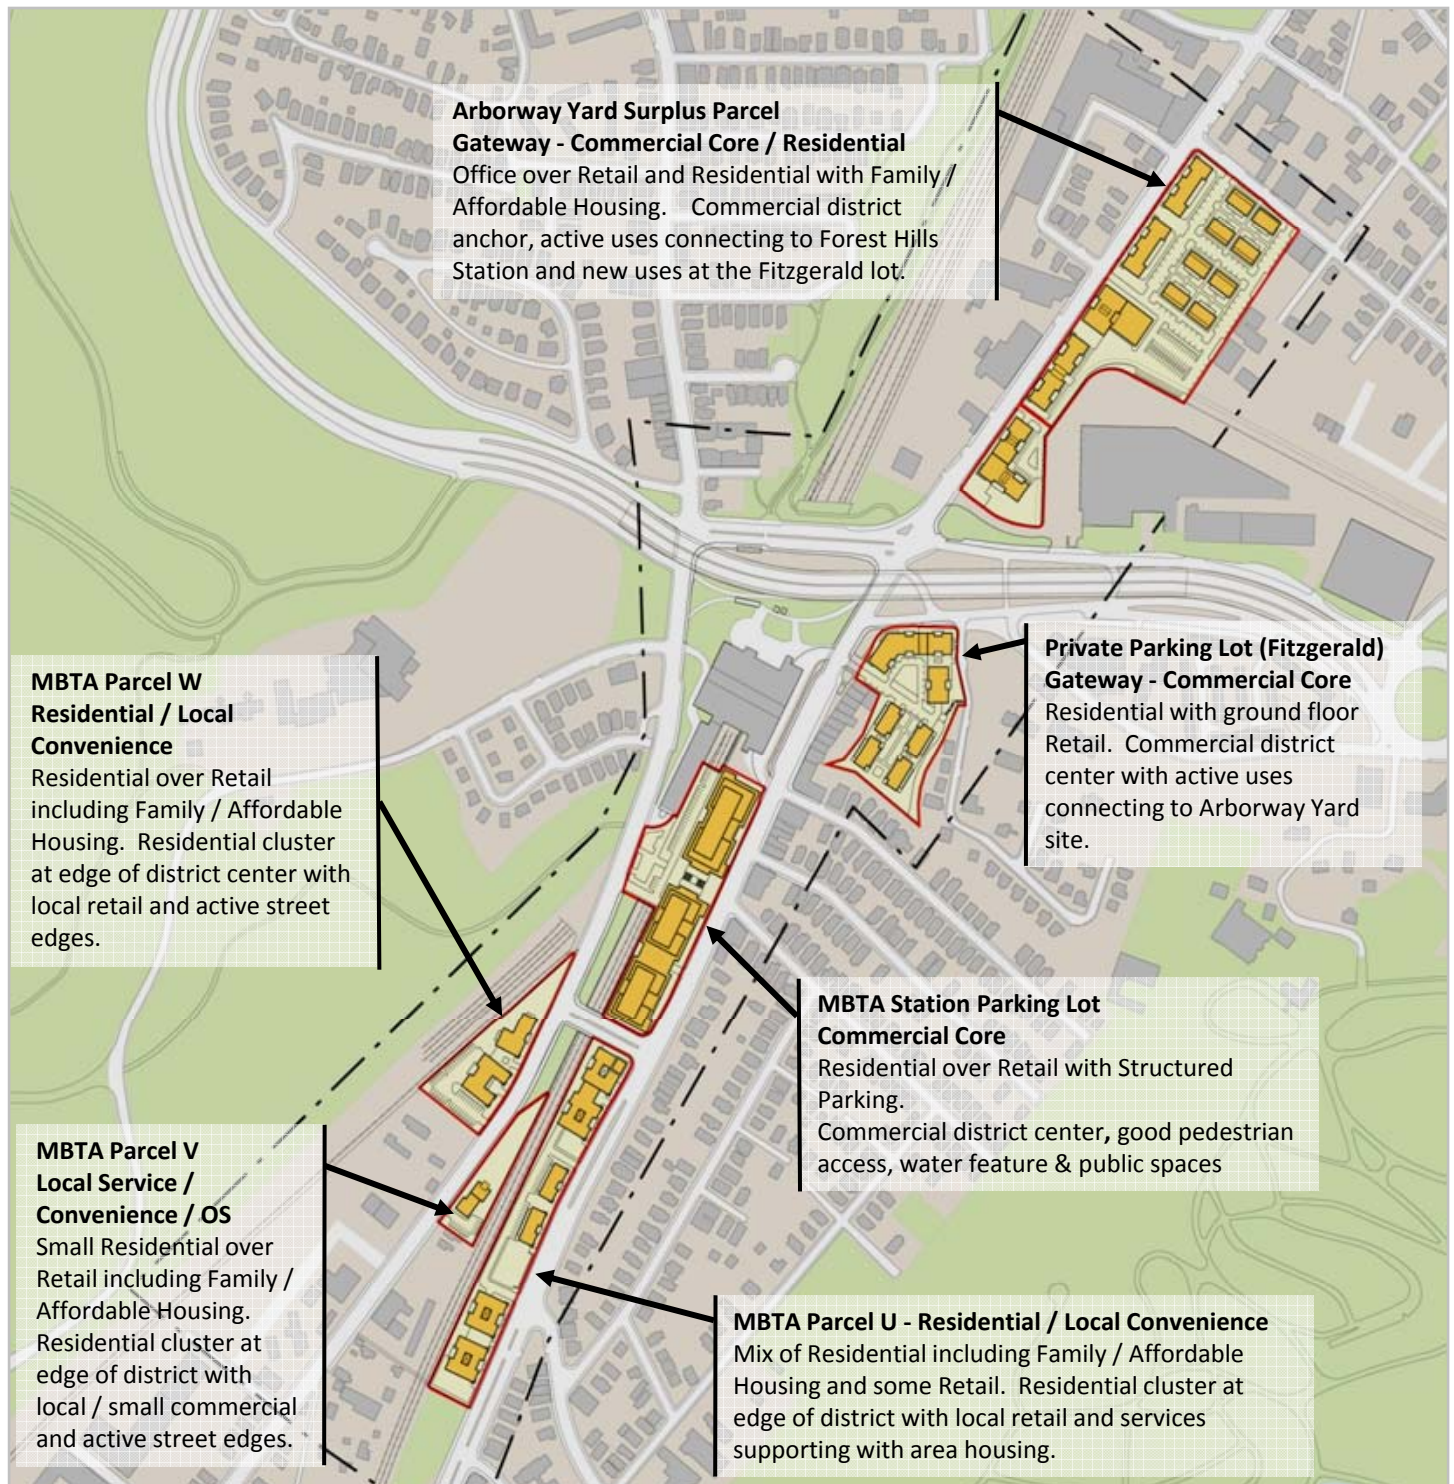 Arborway Yard Surplus Parcel
Gateway - Commercial Core / Residential
Office over Retail and Residential with Family /
Affordable Housing. Commercial district
anchor, active uses connecting to Forest Hills
Station and new uses at the Fitzgerald lot.
Private Parking Lot (Fitzgerald)
Gateway - Commercial Core
Residential with ground floor
Retail. Commercial district
center with active uses
connecting to Arborway Yard
site.
MBTA Parcel W
Residential / Local
Convenience
Residential over Retail
including Family / Affordable
Housing. Residential cluster
at edge of district center with
local retail and active street
edges.
MBTA Station Parking Lot
Commercial Core
Residential over Retail with Structured
Parking.
Commercial district center, good pedestrian
access, water feature & public spaces
MBTA Parcel V
Local Service /
Convenience / OS
Small Residential over
Retail including Family /
Affordable Housing.
Residential cluster at
edge of district with
local / small commercial
and active street edges.
MBTA Parcel U - Residential / Local Convenience
Mix of Residential including Family / Affordable
Housing and some Retail. Residential cluster at
edge of district with local retail and services
supporting with area housing.